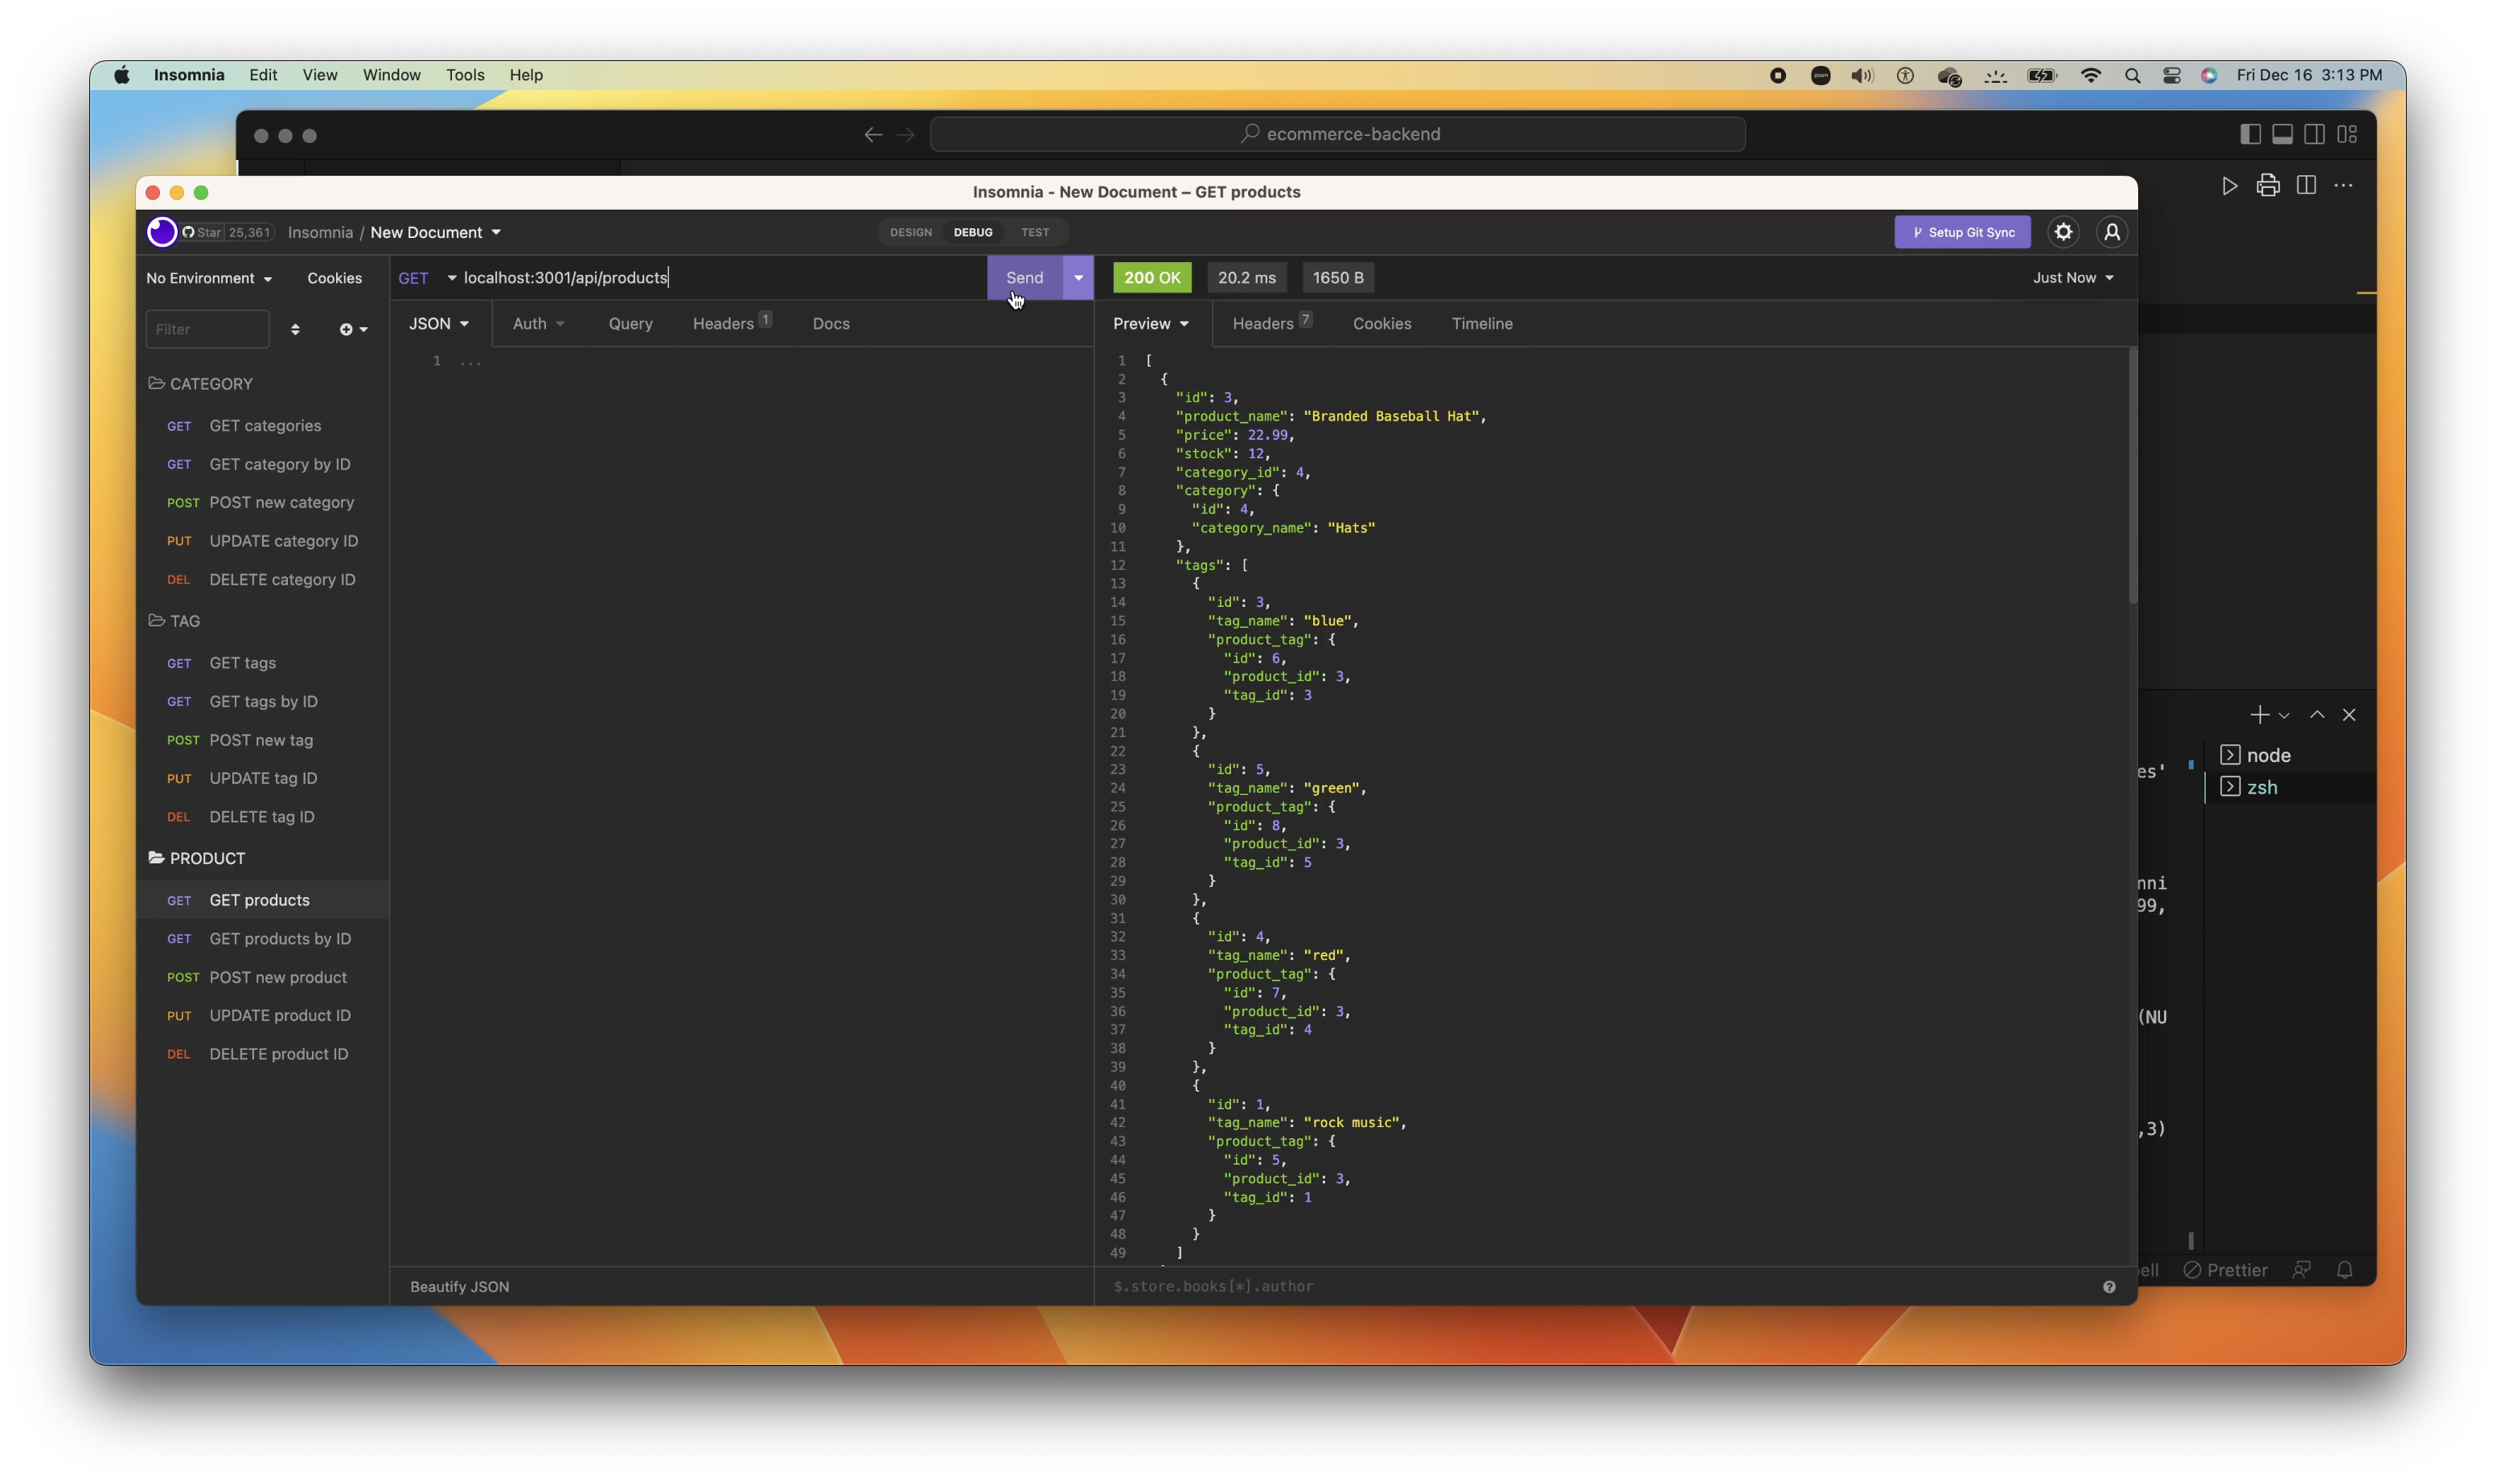 Insomnia Edit View Window Tools Help
zoom
Fri Dec 16 3:13 PM
ecommerce-backend
Insomnia - New Document – GET products
Star 25,361 Insomnia / New Document
DESIGN DEBUG TEST
Setup Git Sync
No Environment Cookies
GET localhost:3001/api/products
Send
200 OK 20.2 ms 1650 B
Just Now
Filter
JSON Auth Query Headers 1 Docs
Preview Headers 7 Cookies Timeline
CATEGORY
GET GET categories
GET GET category by ID
POST POST new category
PUT UPDATE category ID
DEL DELETE category ID
TAG
GET GET tags
GET GET tags by ID
POST POST new tag
PUT UPDATE tag ID
DEL DELETE tag ID
PRODUCT
GET GET products
GET GET products by ID
POST POST new product
PUT UPDATE product ID
DEL DELETE product ID
1 ...
Beautify JSON
1 [
2 {
3 "id": 3,
4 "product_name": "Branded Baseball Hat",
5 "price": 22.99,
6 "stock": 12,
7 "category_id": 4,
8 "category": {
9 "id": 4,
10 "category_name": "Hats"
11 },
12 "tags": [
13 {
14 "id": 3,
15 "tag_name": "blue",
16 "product_tag": {
17 "id": 6,
18 "product_id": 3,
19 "tag_id": 3
20 }
21 },
22 {
23 "id": 5,
24 "tag_name": "green",
25 "product_tag": {
26 "id": 8,
27 "product_id": 3,
28 "tag_id": 5
29 }
30 },
31 {
32 "id": 4,
33 "tag_name": "red",
34 "product_tag": {
35 "id": 7,
36 "product_id": 3,
37 "tag_id": 4
38 }
39 },
40 {
41 "id": 1,
42 "tag_name": "rock music",
43 "product_tag": {
44 "id": 5,
45 "product_id": 3,
46 "tag_id": 1
47 }
48 }
49 ]
$.store.books[*].author
node
zsh
es'
nni
99,
(NU
,3)
ell Prettier